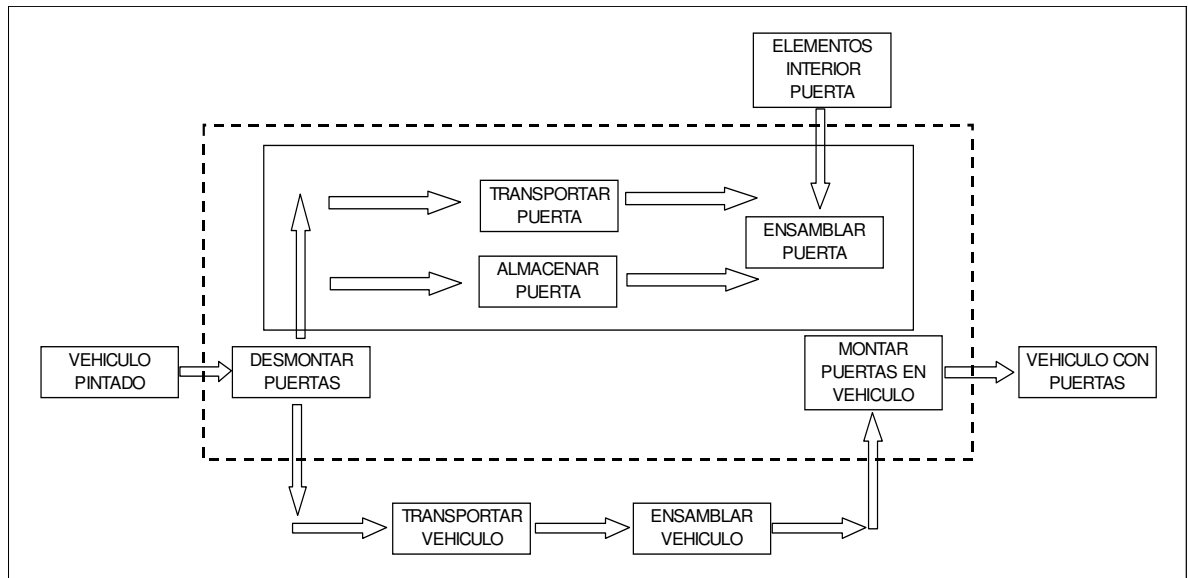 ELEMENTOS
INTERIOR
PUERTA
TRANSPORTAR
PUERTA
ENSAMBLAR
PUERTA
ALMACENAR
PUERTA
VEHICULO
PINTADO
DESMONTAR
PUERTAS
MONTAR
PUERTAS EN
VEHICULO
VEHICULO CON
PUERTAS
TRANSPORTAR
VEHICULO
ENSAMBLAR
VEHICULO